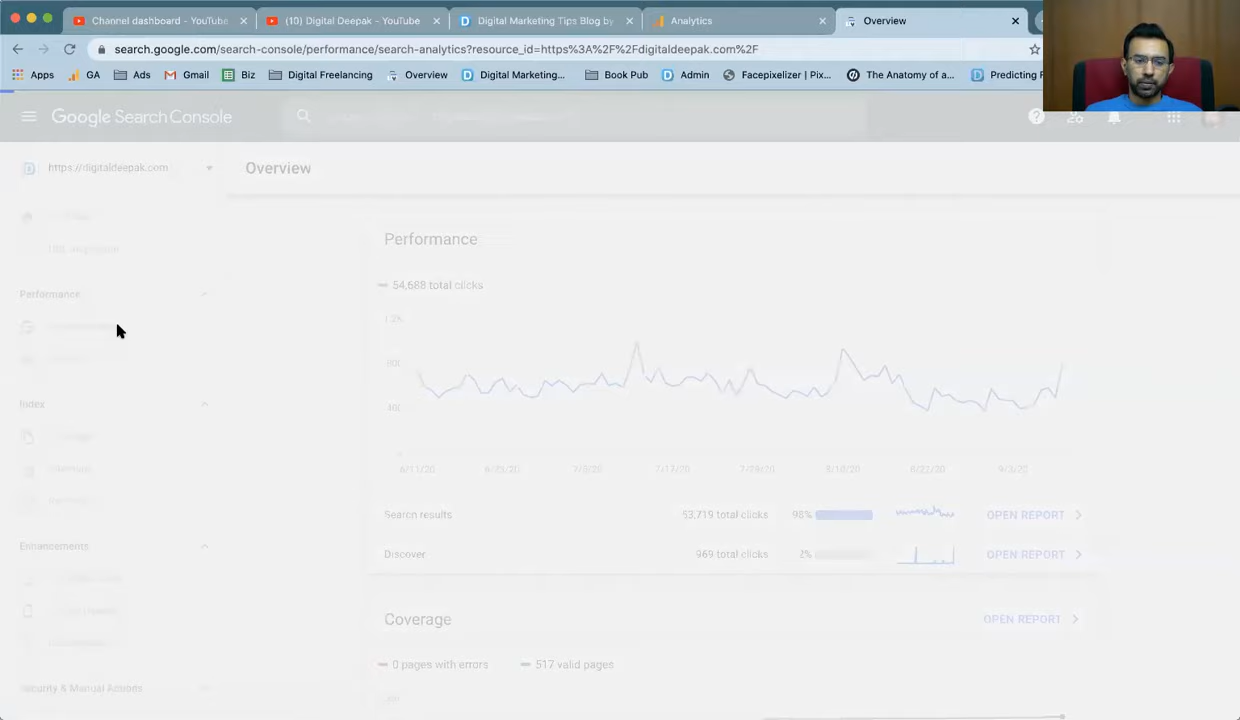 Channel dashboard - YouTube
(10) Digital Deepak - YouTube
Digital Marketing Tips Blog by
Analytics
Overview
search.google.com/search-console/performance/search-analytics?resource_id=https%3A%2F%2Fdigitaldeepak.com%2F
Apps
GA
Ads
Gmail
Biz
Digital Freelancing
Overview
Digital Marketing...
Book Pub
Admin
Facepixelizer | Pix...
The Anatomy of a...
Predicting
Google Search Console
https://digitaldeepak.com
Overview
Performance
Index
Enhancements
Security & Manual Actions
Performance
54,688 total clicks
1.2K
800
400
6/11/20
6/23/20
7/5/20
7/17/20
7/29/20
8/10/20
8/22/20
9/3/20
Search results 53,719 total clicks 98% OPEN REPORT
Discover 969 total clicks 2% OPEN REPORT
Coverage OPEN REPORT
0 pages with errors 517 valid pages